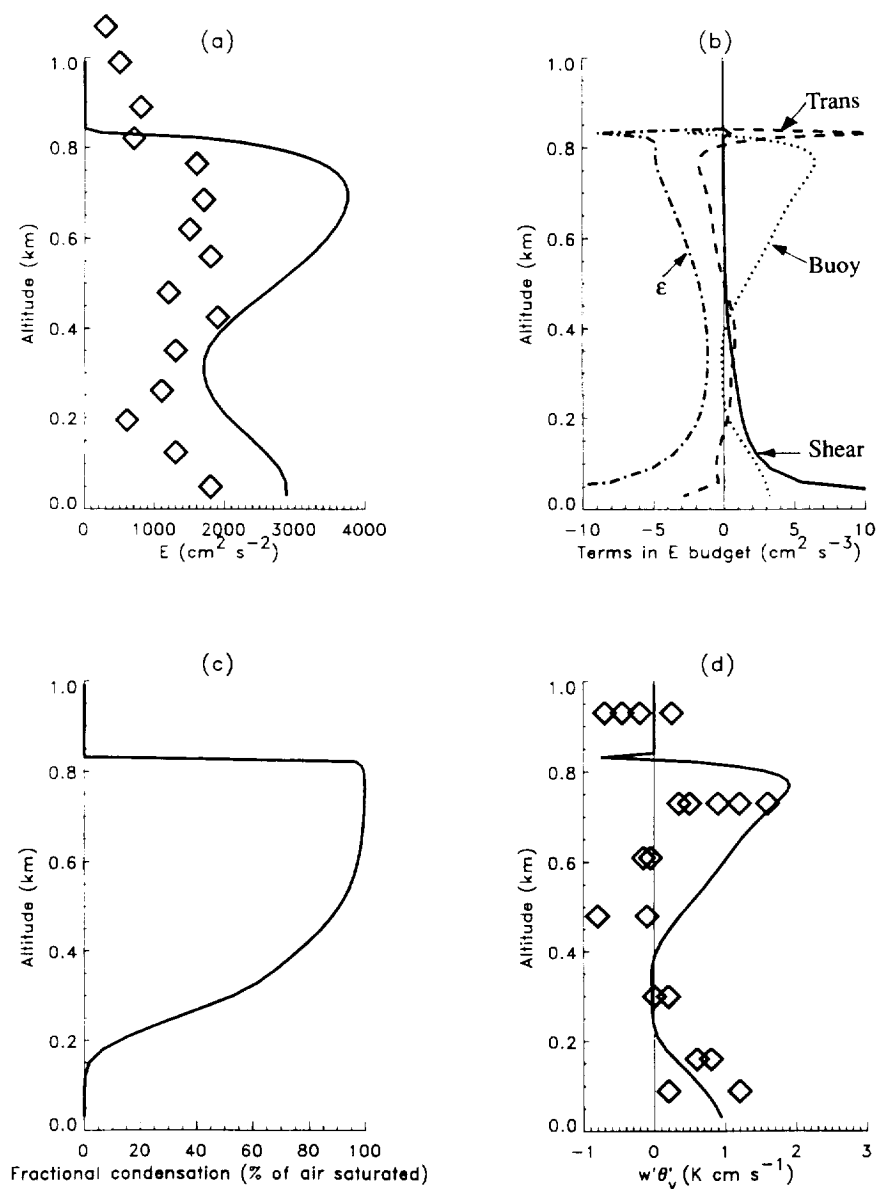 (a)
1.0
0.8
0.6
0.4
0.2
0.0
Altitude (km)
0 1000 2000 3000 4000
E (cm² s⁻²)
(b)
1.0
0.8
0.6
0.4
0.2
0.0
Altitude (km)
Trans
Buoy
ε
Shear
−10 −5 0 5 10
Terms in E budget (cm² s⁻³)
(c)
1.0
0.8
0.6
0.4
0.2
0.0
Altitude (km)
0 20 40 60 80 100
Fractional condensation (% of air saturated)
(d)
1.0
0.8
0.6
0.4
0.2
0.0
Altitude (km)
−1 0 1 2 3
w'θ'ᵥ (K cm s⁻¹)